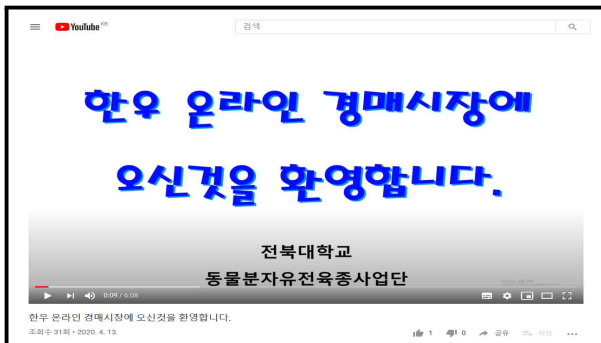 YouTube KR
검색
한우 온라인 경매시장에
오신것을 환영합니다.
전북대학교
동물분자유전육종사업단
0:09 / 6:08
한우 온라인 경매시장에 오신것을 환영합니다.
조회수 31회 • 2020. 4. 13.
1 0 공유 저장